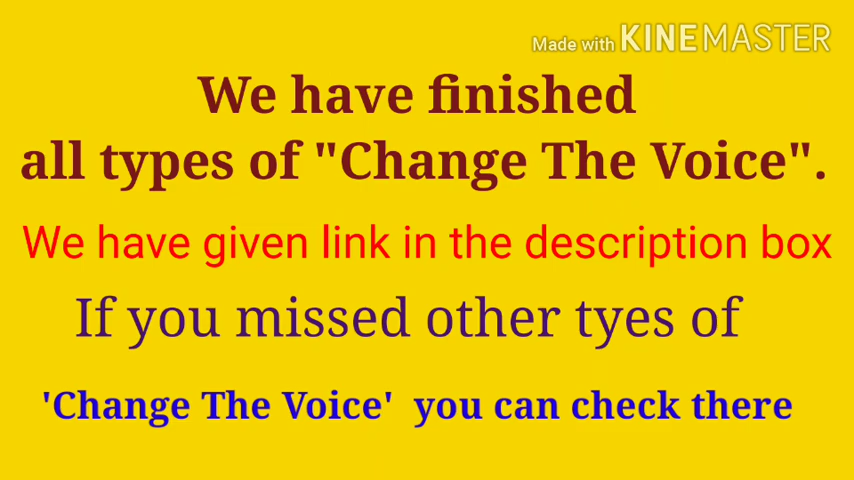 Made with KINEMASTER
We have finished
all types of "Change The Voice".
We have given link in the description box
If you missed other tyes of
'Change The Voice' you can check there